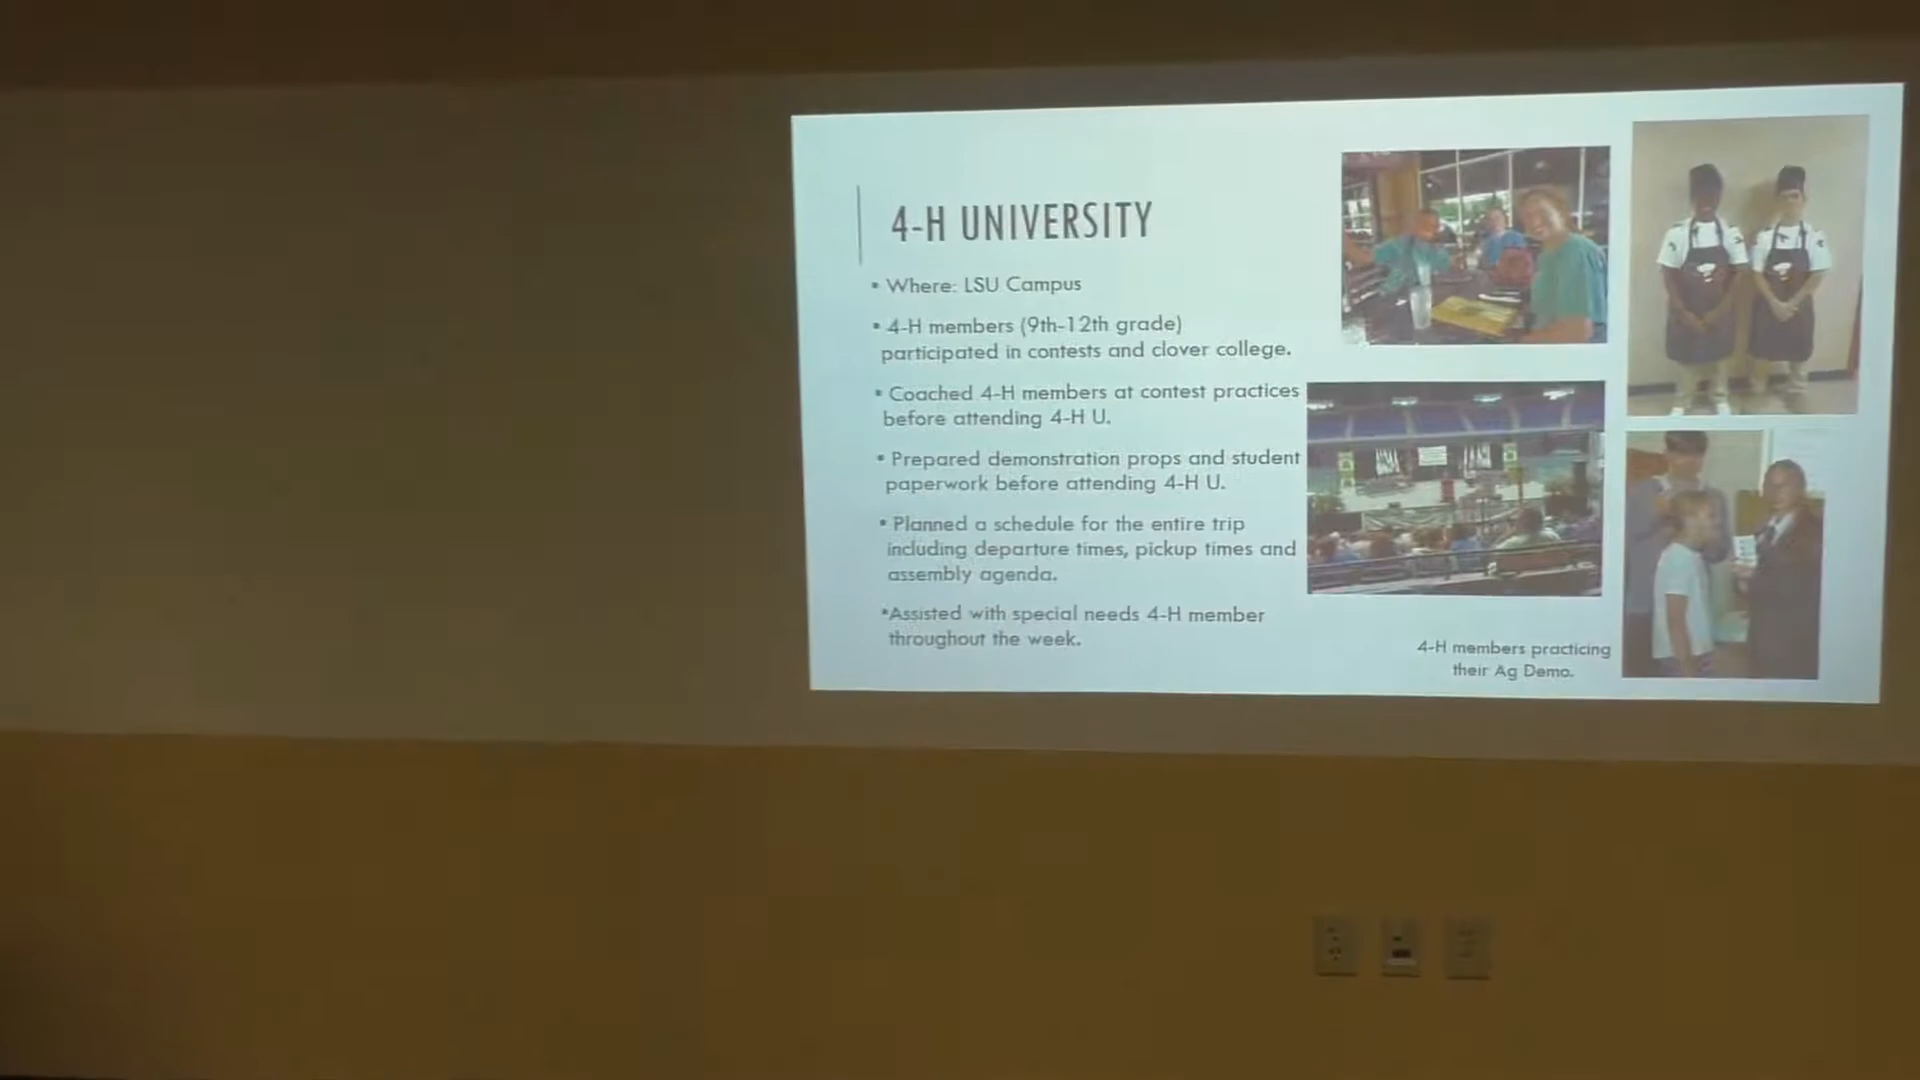 4-H UNIVERSITY
• Where: LSU Campus
• 4-H members (9th-12th grade)
participated in contests and clover college.
• Coached 4-H members at contest practices
before attending 4-H U.
• Prepared demonstration props and student
paperwork before attending 4-H U.
• Planned a schedule for the entire trip
including departure times, pickup times and
assembly agenda.
•Assisted with special needs 4-H member
throughout the week.
4-H members practicing
their Ag Demo.